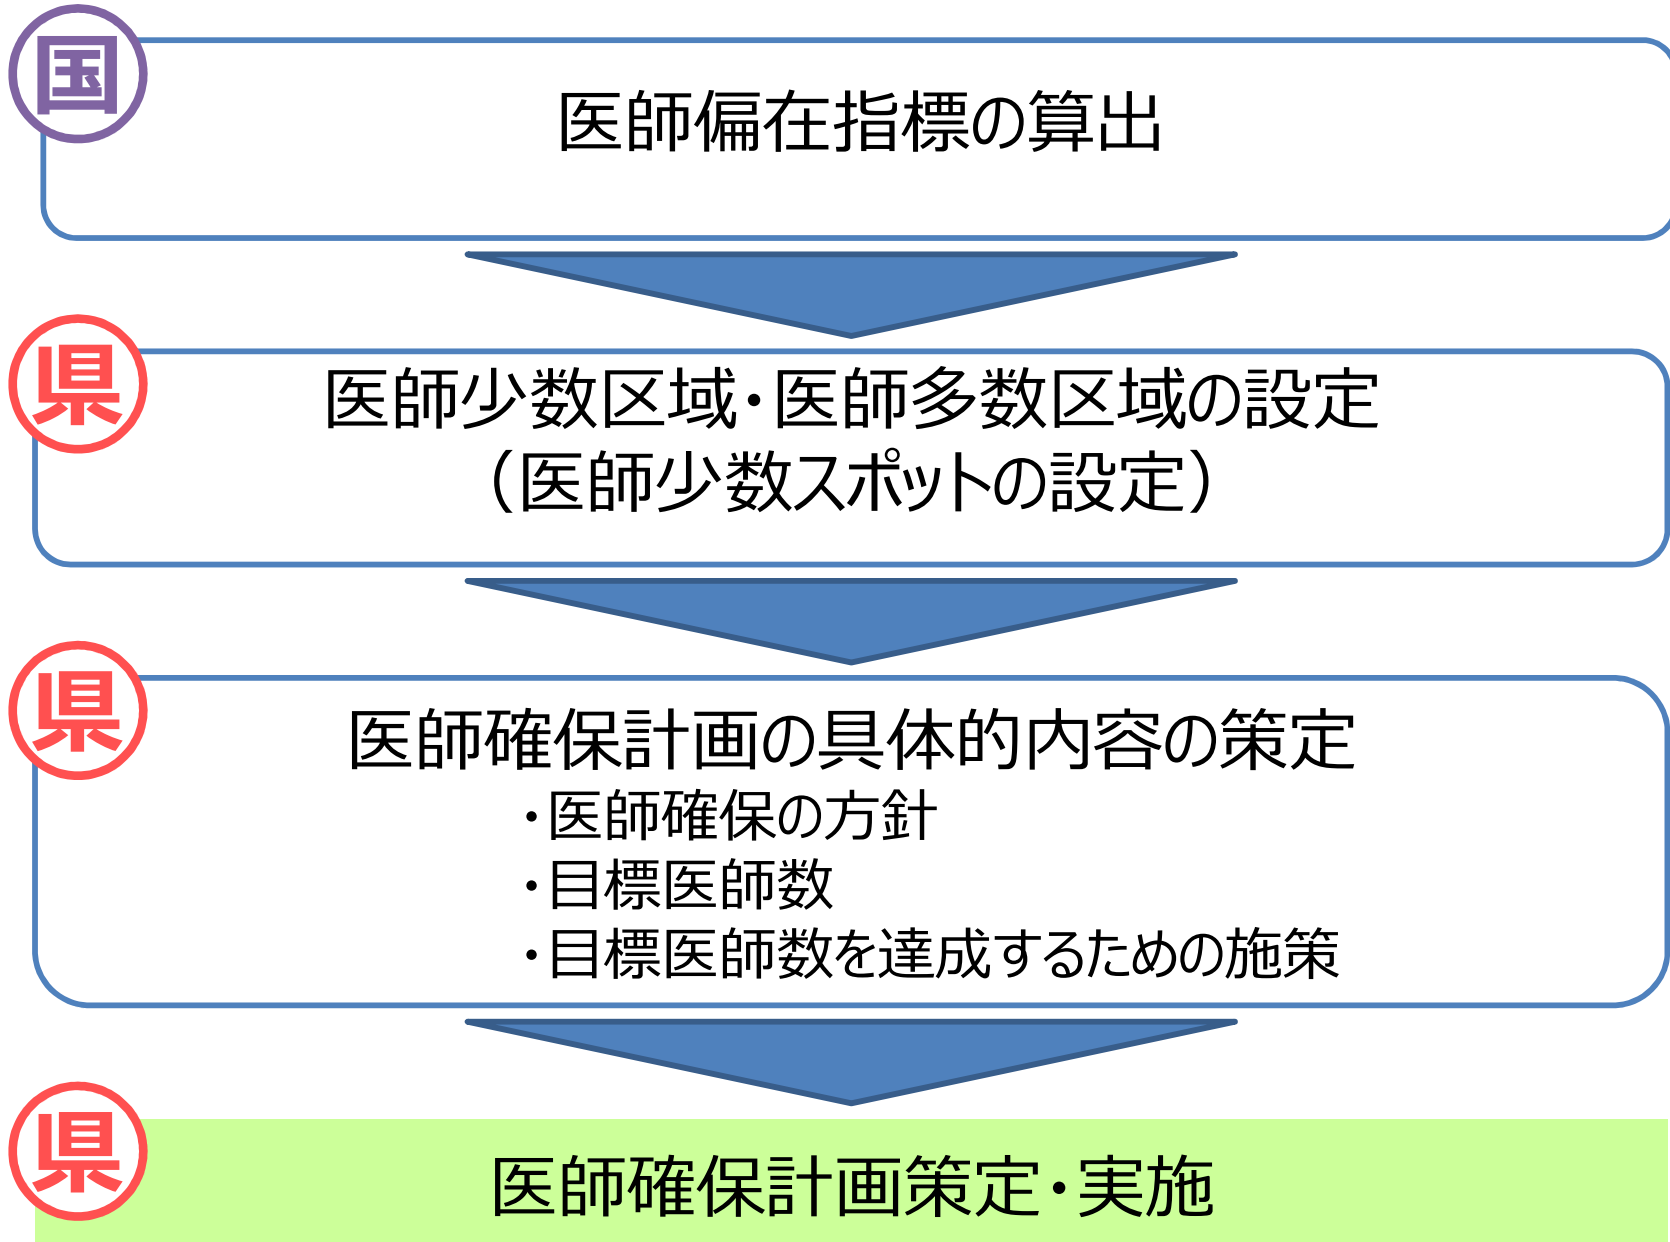 国
医師偏在指標の算出
県
医師少数区域・医師多数区域の設定
（医師少数スポットの設定）
県
医師確保計画の具体的内容の策定
・医師確保の方針
・目標医師数
・目標医師数を達成するための施策
県
医師確保計画策定・実施